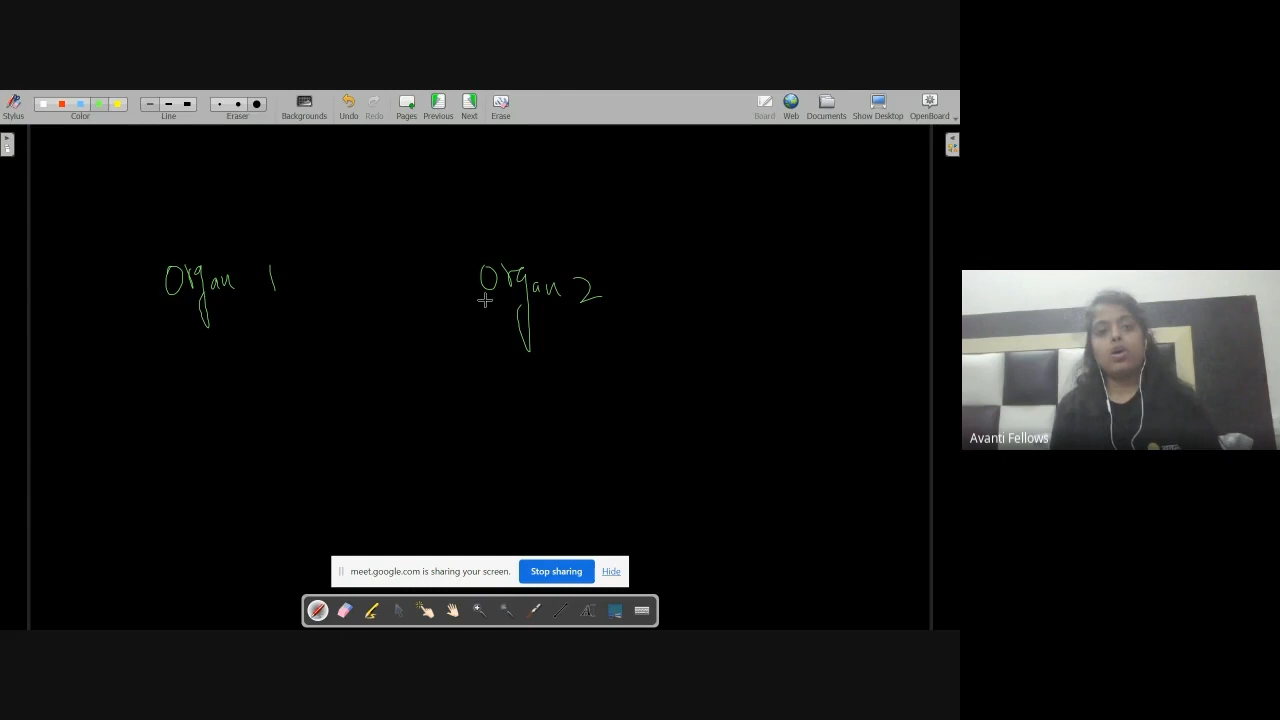 Stylus Color Line Eraser Backgrounds Undo Redo Pages Previous Next Erase Board Web Documents Show Desktop OpenBoard
Organ 1 Organ 2
Avanti Fellows
meet.google.com is sharing your screen. Stop sharing Hide